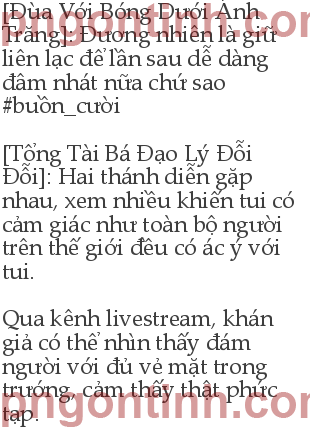 pngontinh.com
[Đùa Với Bóng Dưới Ánh
Trăng]: Đương nhiên là giữ
liên lạc để lần sau dễ dàng
đâm nhát nữa chứ sao
#buồn_cười
[Tổng Tài Bá Đạo Lý Đỗi
Đỗi]: Hai thánh diễn gặp
nhau, xem nhiều khiến tui có
cảm giác như toàn bộ người
trên thế giới đều có ác ý với
tui.
Qua kênh livestream, khán
giả có thể nhìn thấy đám
người với đủ vẻ mặt trong
trướng, cảm thấy thật phức
tạp.
pngontinh.com